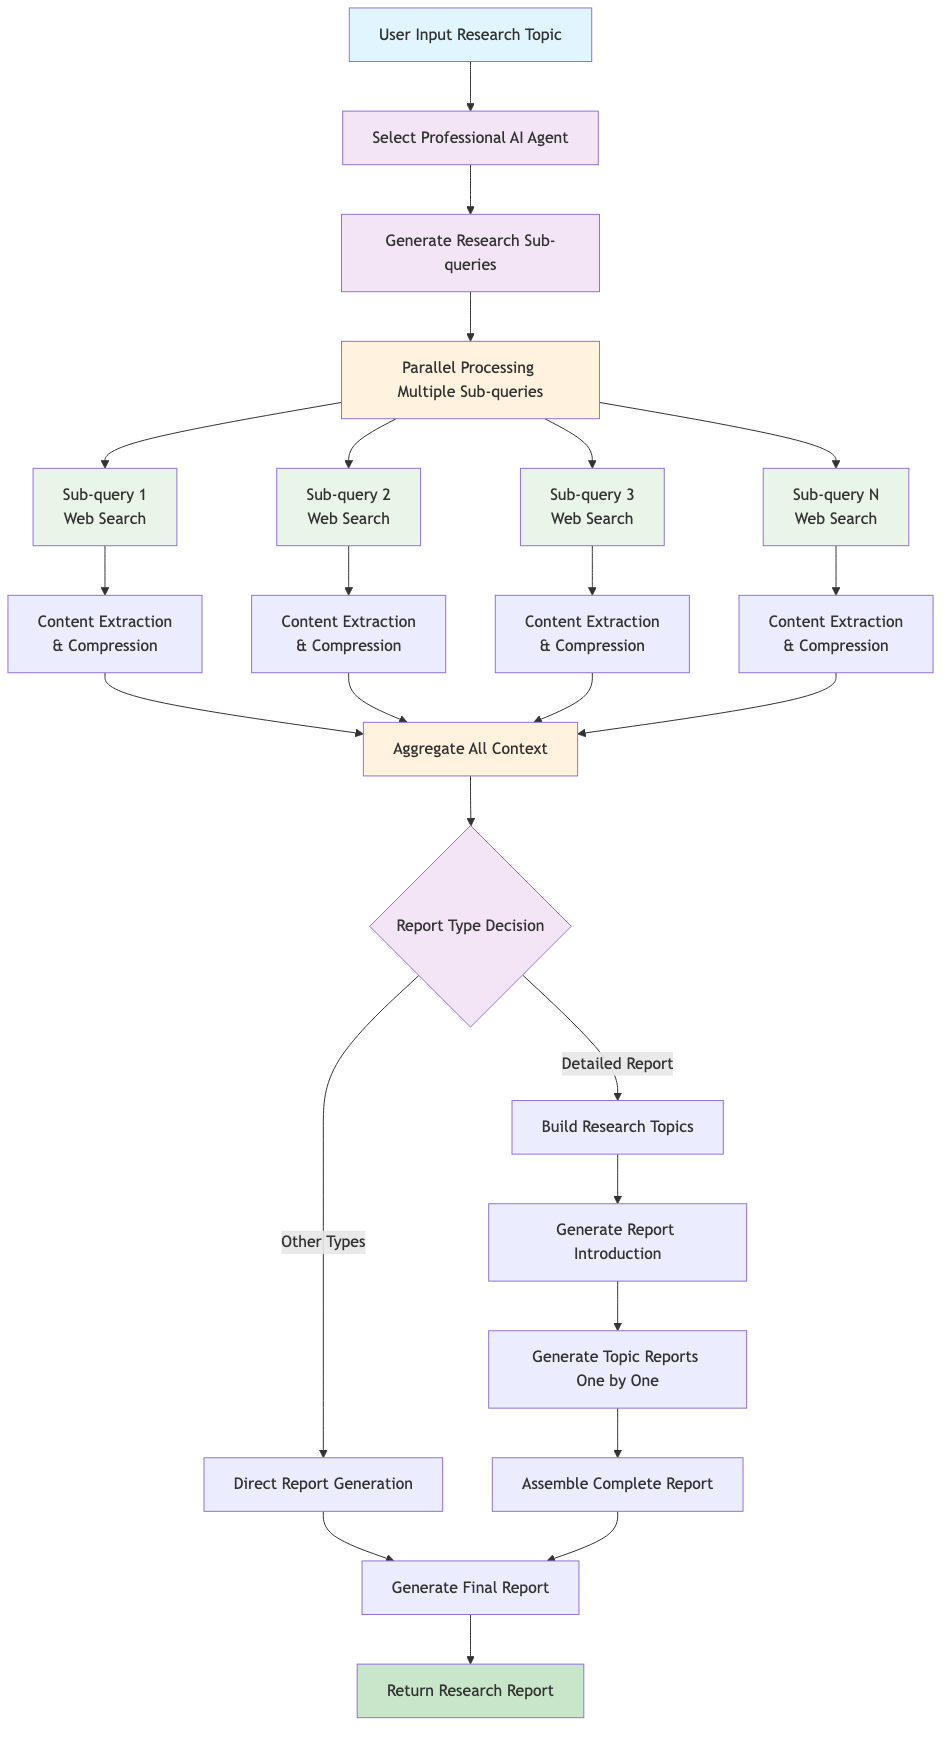 User Input Research Topic
Select Professional AI Agent
Generate Research Sub-
queries
Parallel Processing
Multiple Sub-queries
Sub-query 1
Web Search
Sub-query 2
Web Search
Sub-query 3
Web Search
Sub-query N
Web Search
Content Extraction
& Compression
Content Extraction
& Compression
Content Extraction
& Compression
Content Extraction
& Compression
Aggregate All Context
Report Type Decision
Detailed Report
Build Research Topics
Generate Report
Introduction
Other Types
Generate Topic Reports
One by One
Direct Report Generation
Assemble Complete Report
Generate Final Report
Return Research Report